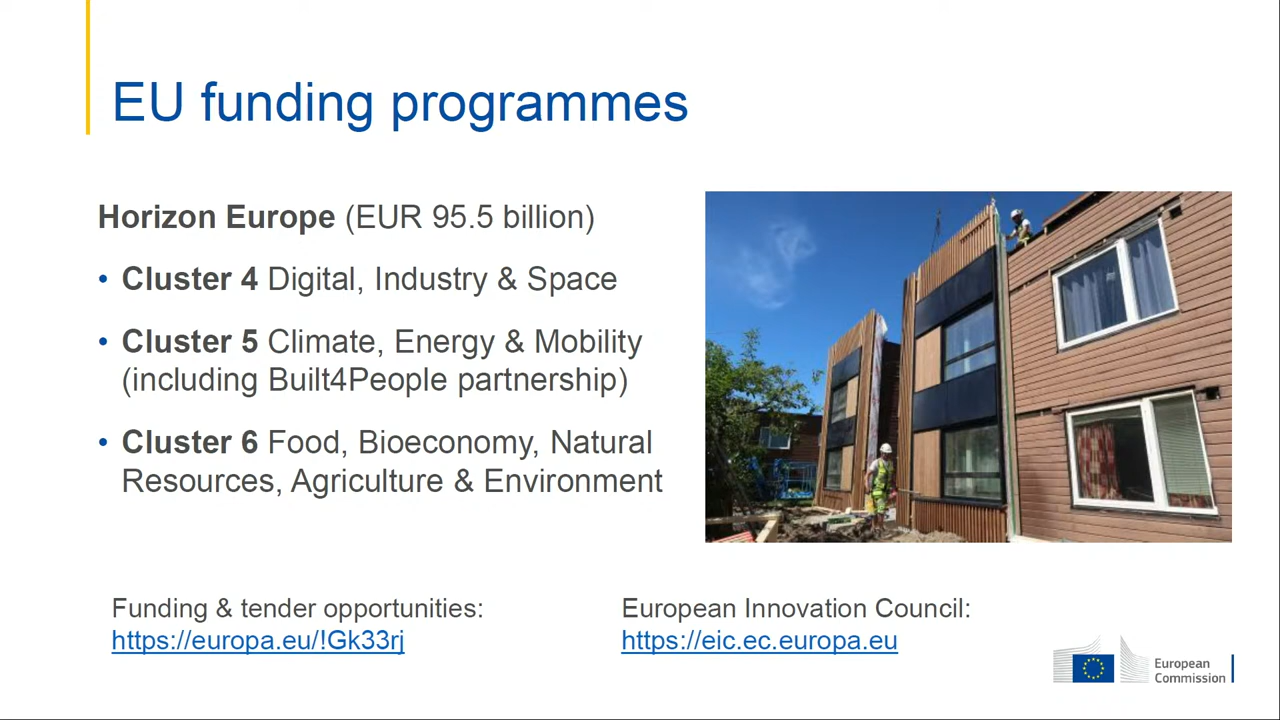 EU funding programmes
Horizon Europe (EUR 95.5 billion)
• Cluster 4 Digital, Industry & Space
• Cluster 5 Climate, Energy & Mobility
(including Built4People partnership)
• Cluster 6 Food, Bioeconomy, Natural
Resources, Agriculture & Environment
Funding & tender opportunities:
https://europa.eu/!Gk33rj
European Innovation Council:
https://eic.ec.europa.eu
European
Commission